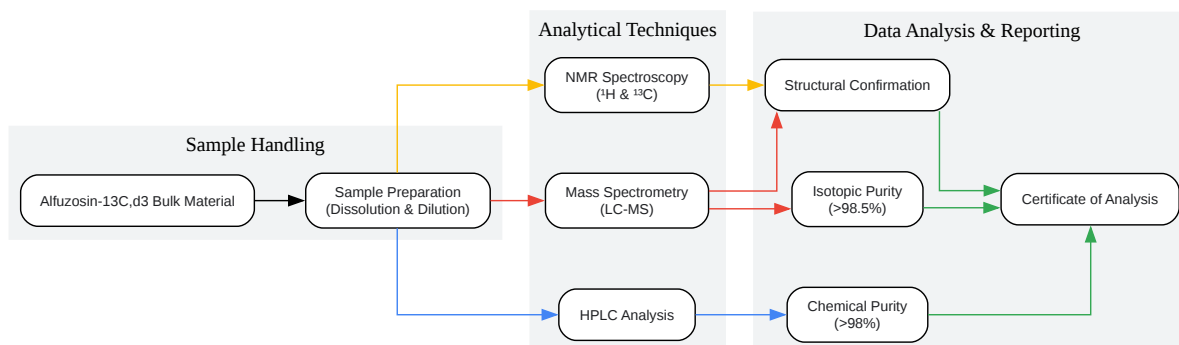 Sample Handling
Alfuzosin-13C,d3 Bulk Material
Sample Preparation
(Dissolution & Dilution)
Analytical Techniques
NMR Spectroscopy
(¹H & ¹³C)
Mass Spectrometry
(LC-MS)
HPLC Analysis
Data Analysis & Reporting
Structural Confirmation
Isotopic Purity
(>98.5%)
Chemical Purity
(>98%)
Certificate of Analysis